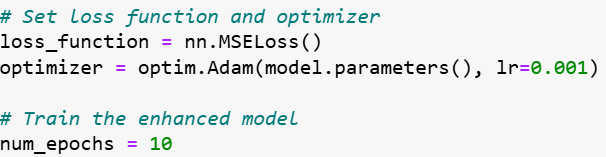 # Set loss function and optimizer
loss_function = nn.MSELoss()
optimizer = optim.Adam(model.parameters(), lr=0.001)
# Train the enhanced model
num_epochs = 10